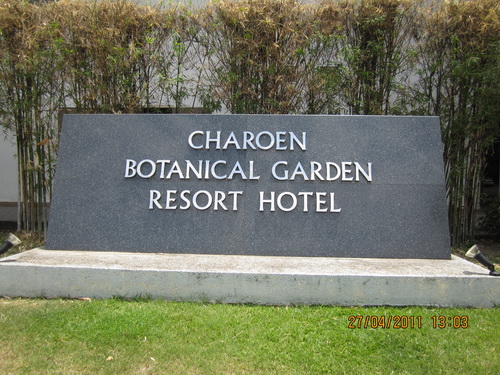 CHAROEN
BOTANICAL GARDEN
RESORT HOTEL
27/04/2011 13:03